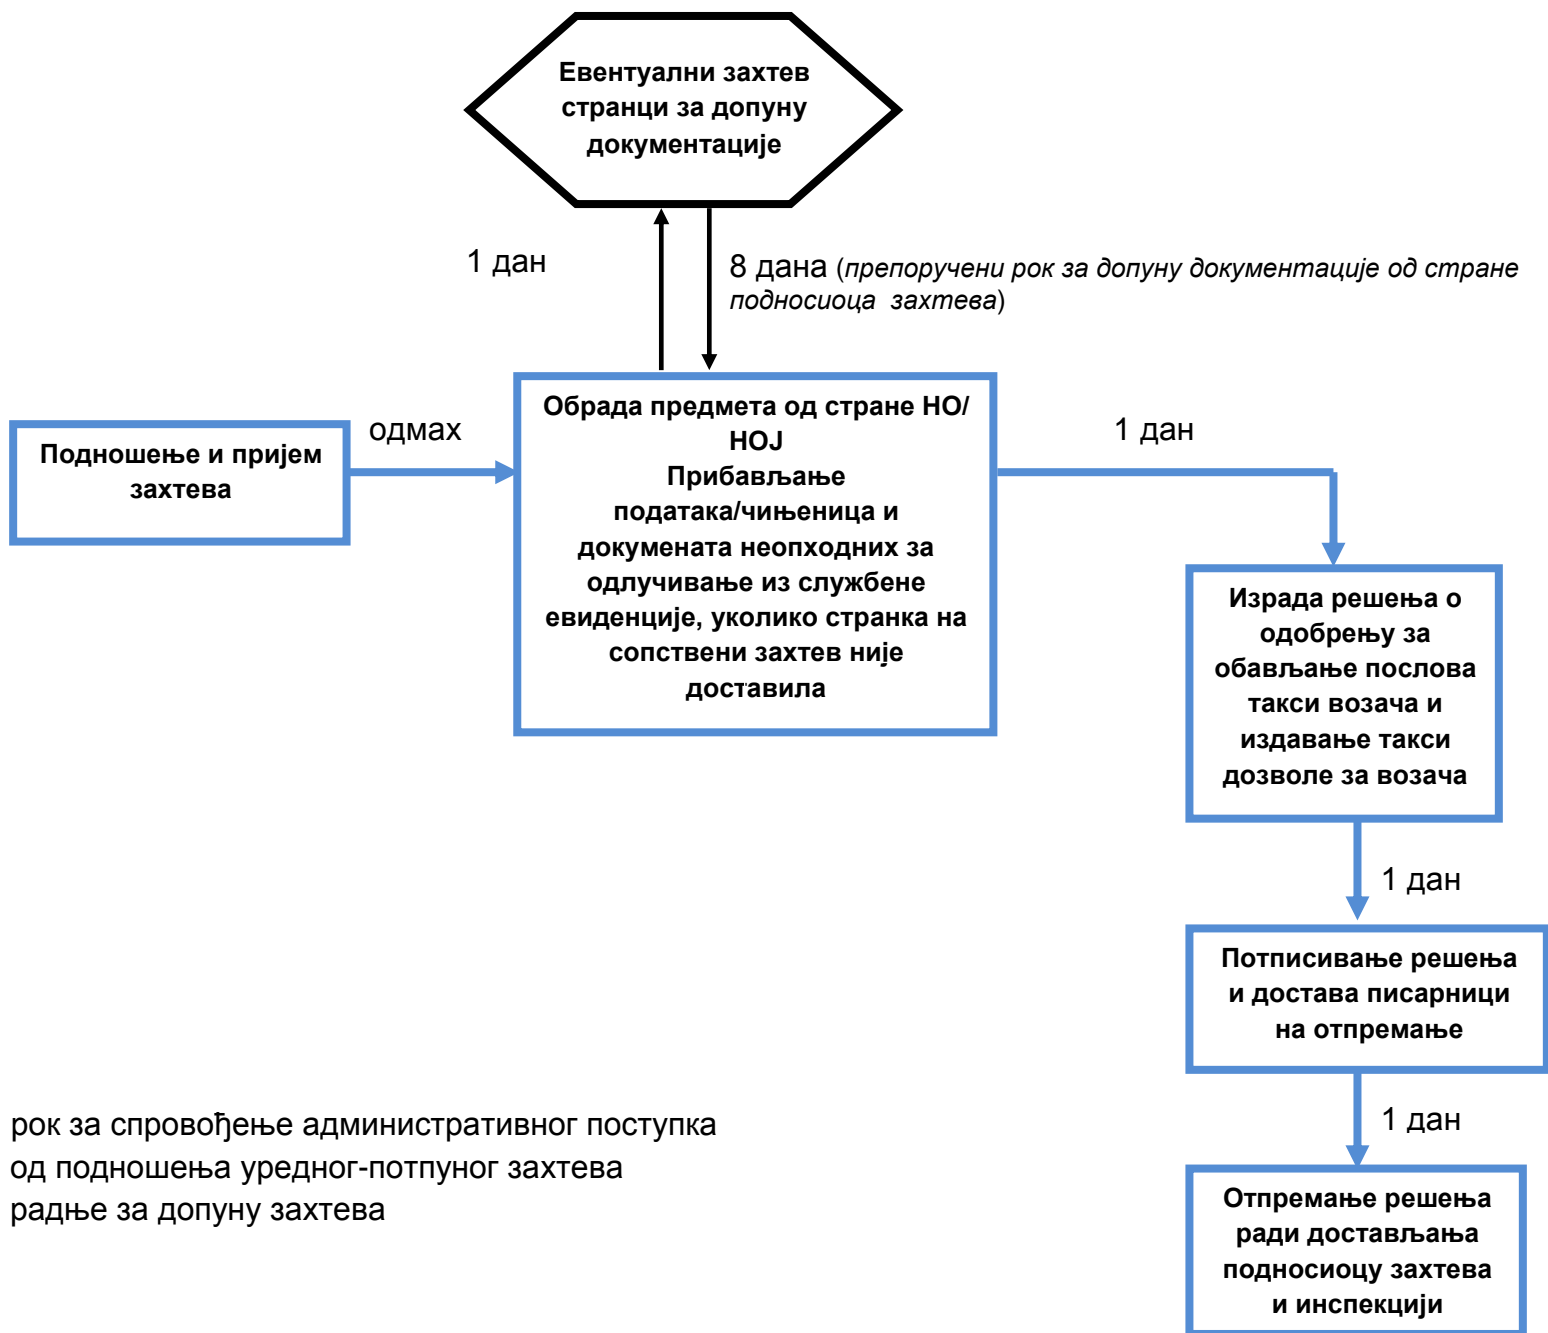 Евентуални захтев
странци за допуну
документације
1 дан
8 дана (препоручени рок за допуну документације од стране
подносиоца захтева)
Подношење и пријем
захтева
одмах
Обрада предмета од стране НО/
НОЈ
Прибављање
података/чињеница и
докумената неопходних за
одлучивање из службене
евиденције, уколико странка на
сопствени захтев није
доставила
1 дан
Израда решења о
одобрењу за
обављање послова
такси возача и
издавање такси
дозволе за возача
1 дан
Потписивање решења
и достава писарници
на отпремање
1 дан
Отпремање решења
ради достављања
подносиоцу захтева
и инспекцији
рок за спровођење административног поступка
од подношења уредног-потпуног захтева
радње за допуну захтева